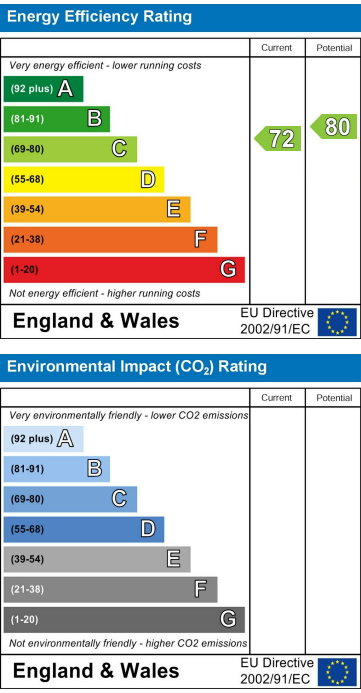 Energy Efficiency Rating
Current Potential
Very energy efficient - lower running costs
(92 plus) A
(81-91) B
(69-80) C
(55-68) D
(39-54) E
(21-38) F
(1-20) G
72
80
Not energy efficient - higher running costs
England & Wales
EU Directive
2002/91/EC
Environmental Impact (CO2) Rating
Current Potential
Very environmentally friendly - lower CO2 emissions
(92 plus) A
(81-91) B
(69-80) C
(55-68) D
(39-54) E
(21-38) F
(1-20) G
Not environmentally friendly - higher CO2 emissions
England & Wales
EU Directive
2002/91/EC